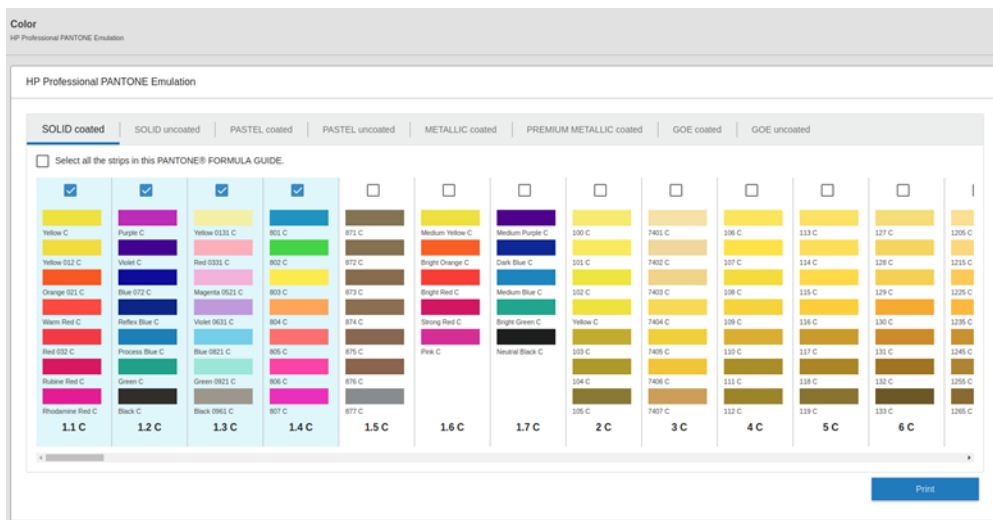 Color
HP Professional PANTONE Emulation
HP Professional PANTONE Emulation
SOLID coated SOLID uncoated PASTEL coated PASTEL uncoated METALLIC coated PREMIUM METALLIC coated GOE coated GOE uncoated
Select all the strips in this PANTONE® FORMULA GUIDE.
Yellow C Purple C Yellow 0131 C 801 C 871 C Medium Yellow C Medium Purple C 100 C 7401 C 106 C 113 C 127 C 1205 C
Yellow 012 C Violet C Red 0331 C 802 C 872 C Bright Orange C Dark Blue C 101 C 7402 C 107 C 114 C 128 C 1215 C
Orange 021 C Blue 072 C Magenta 0521 C 803 C 873 C Bright Red C Medium Blue C 102 C 7403 C 108 C 115 C 129 C 1225 C
Warm Red C Reflex Blue C Violet 0631 C 804 C 874 C Strong Red C Bright Green C Yellow C 7404 C 109 C 116 C 130 C 1235 C
Red 032 C Process Blue C Blue 0821 C 805 C 875 C Pink C Neutral Black C 103 C 7405 C 110 C 117 C 131 C 1245 C
Rubine Red C Green C Green 0921 C 806 C 876 C 104 C 7406 C 111 C 118 C 132 C 1255 C
Rhodamine Red C Black C Black 0961 C 807 C 877 C 105 C 7407 C 112 C 119 C 133 C 1265 C
1.1 C 1.2 C 1.3 C 1.4 C 1.5 C 1.6 C 1.7 C 2 C 3 C 4 C 5 C 6 C
Print